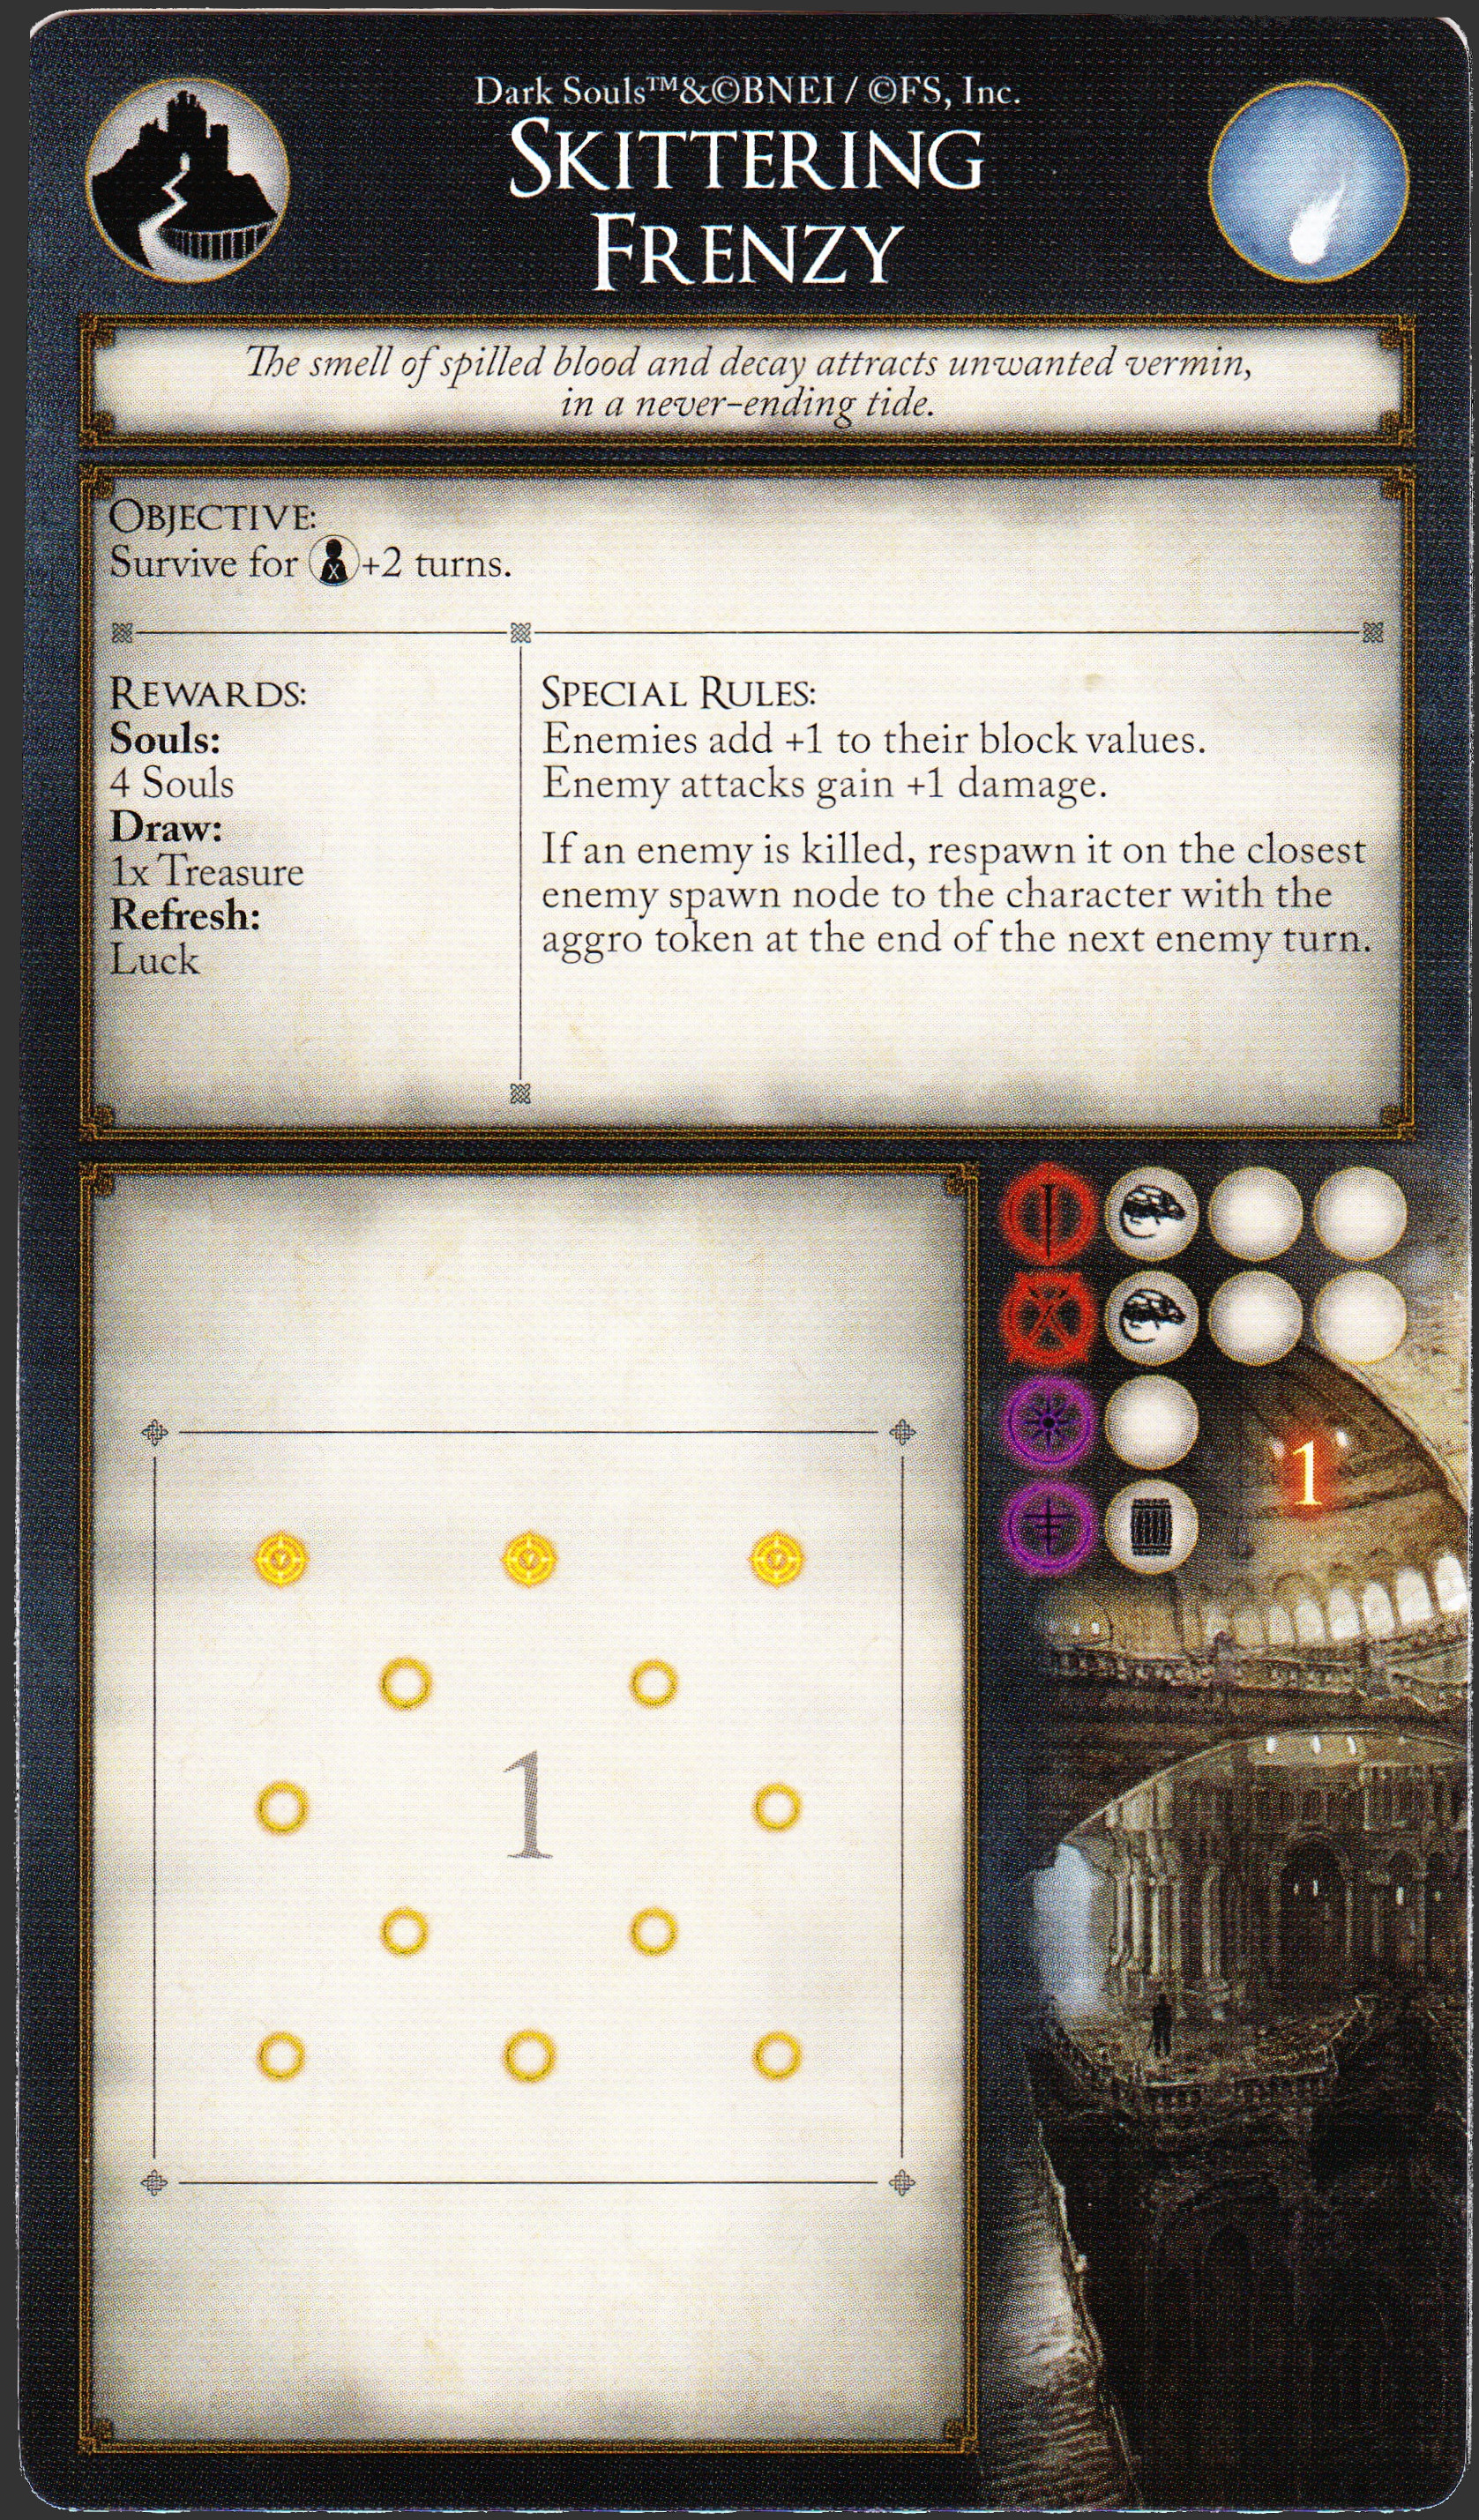 Dark Souls™&©BNEI / ©FS, Inc.
SKITTERING
FRENZY
The smell of spilled blood and decay attracts unwanted vermin,
in a never-ending tide.
OBJECTIVE:
Survive for X+2 turns.
REWARDS:
Souls:
4 Souls
Draw:
1x Treasure
Refresh:
Luck
SPECIAL RULES:
Enemies add +1 to their block values.
Enemy attacks gain +1 damage.
If an enemy is killed, respawn it on the closest
enemy spawn node to the character with the
aggro token at the end of the next enemy turn.
1
1